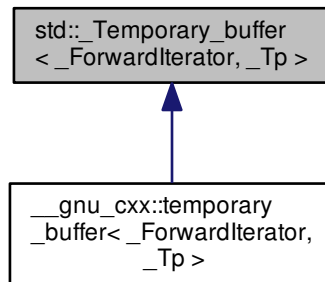 std::_Temporary_buffer
< _ForwardIterator, _Tp >
__gnu_cxx::temporary
_buffer< _ForwardIterator,
_Tp >